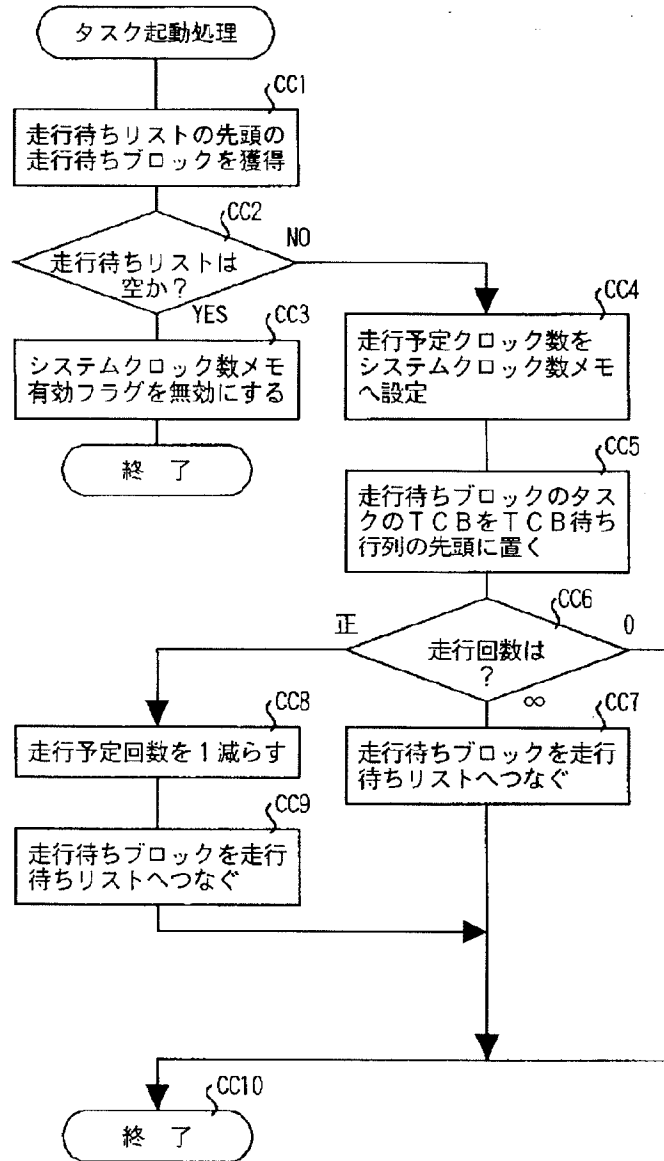 タスク起動処理
CC1
走行待ちリストの先頭の
走行待ちブロックを獲得
CC2
走行待ちリストは
空か？
NO
YES
CC3
システムクロック数メモ
有効フラグを無効にする
終 了
CC4
走行予定クロック数を
システムクロック数メモ
へ設定
CC5
走行待ちブロックのタス
クのＴＣＢをＴＣＢ待ち
行列の先頭に置く
CC6
正
0
走行回数は
？
∞
CC7
走行待ちブロックを走行
待ちリストへつなぐ
CC8
走行予定回数を１減らす
CC9
走行待ちブロックを走行
待ちリストへつなぐ
CC10
終 了